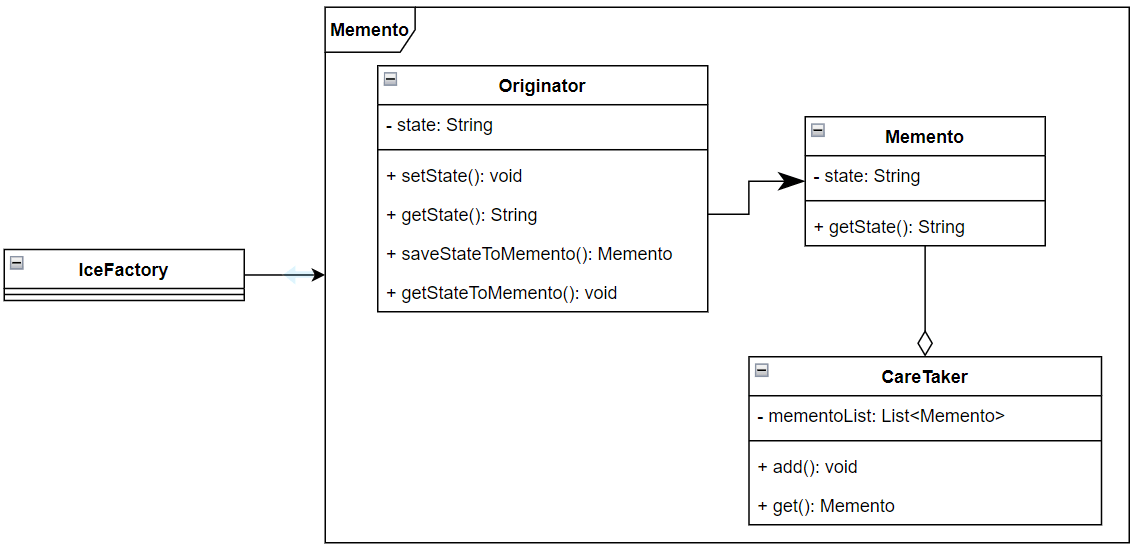 Memento
Originator
- state: String
+ setState(): void
+ getState(): String
+ saveStateToMemento(): Memento
+ getStateToMemento(): void
Memento
- state: String
+ getState(): String
IceFactory
CareTaker
- mementoList: List<Memento>
+ add(): void
+ get(): Memento